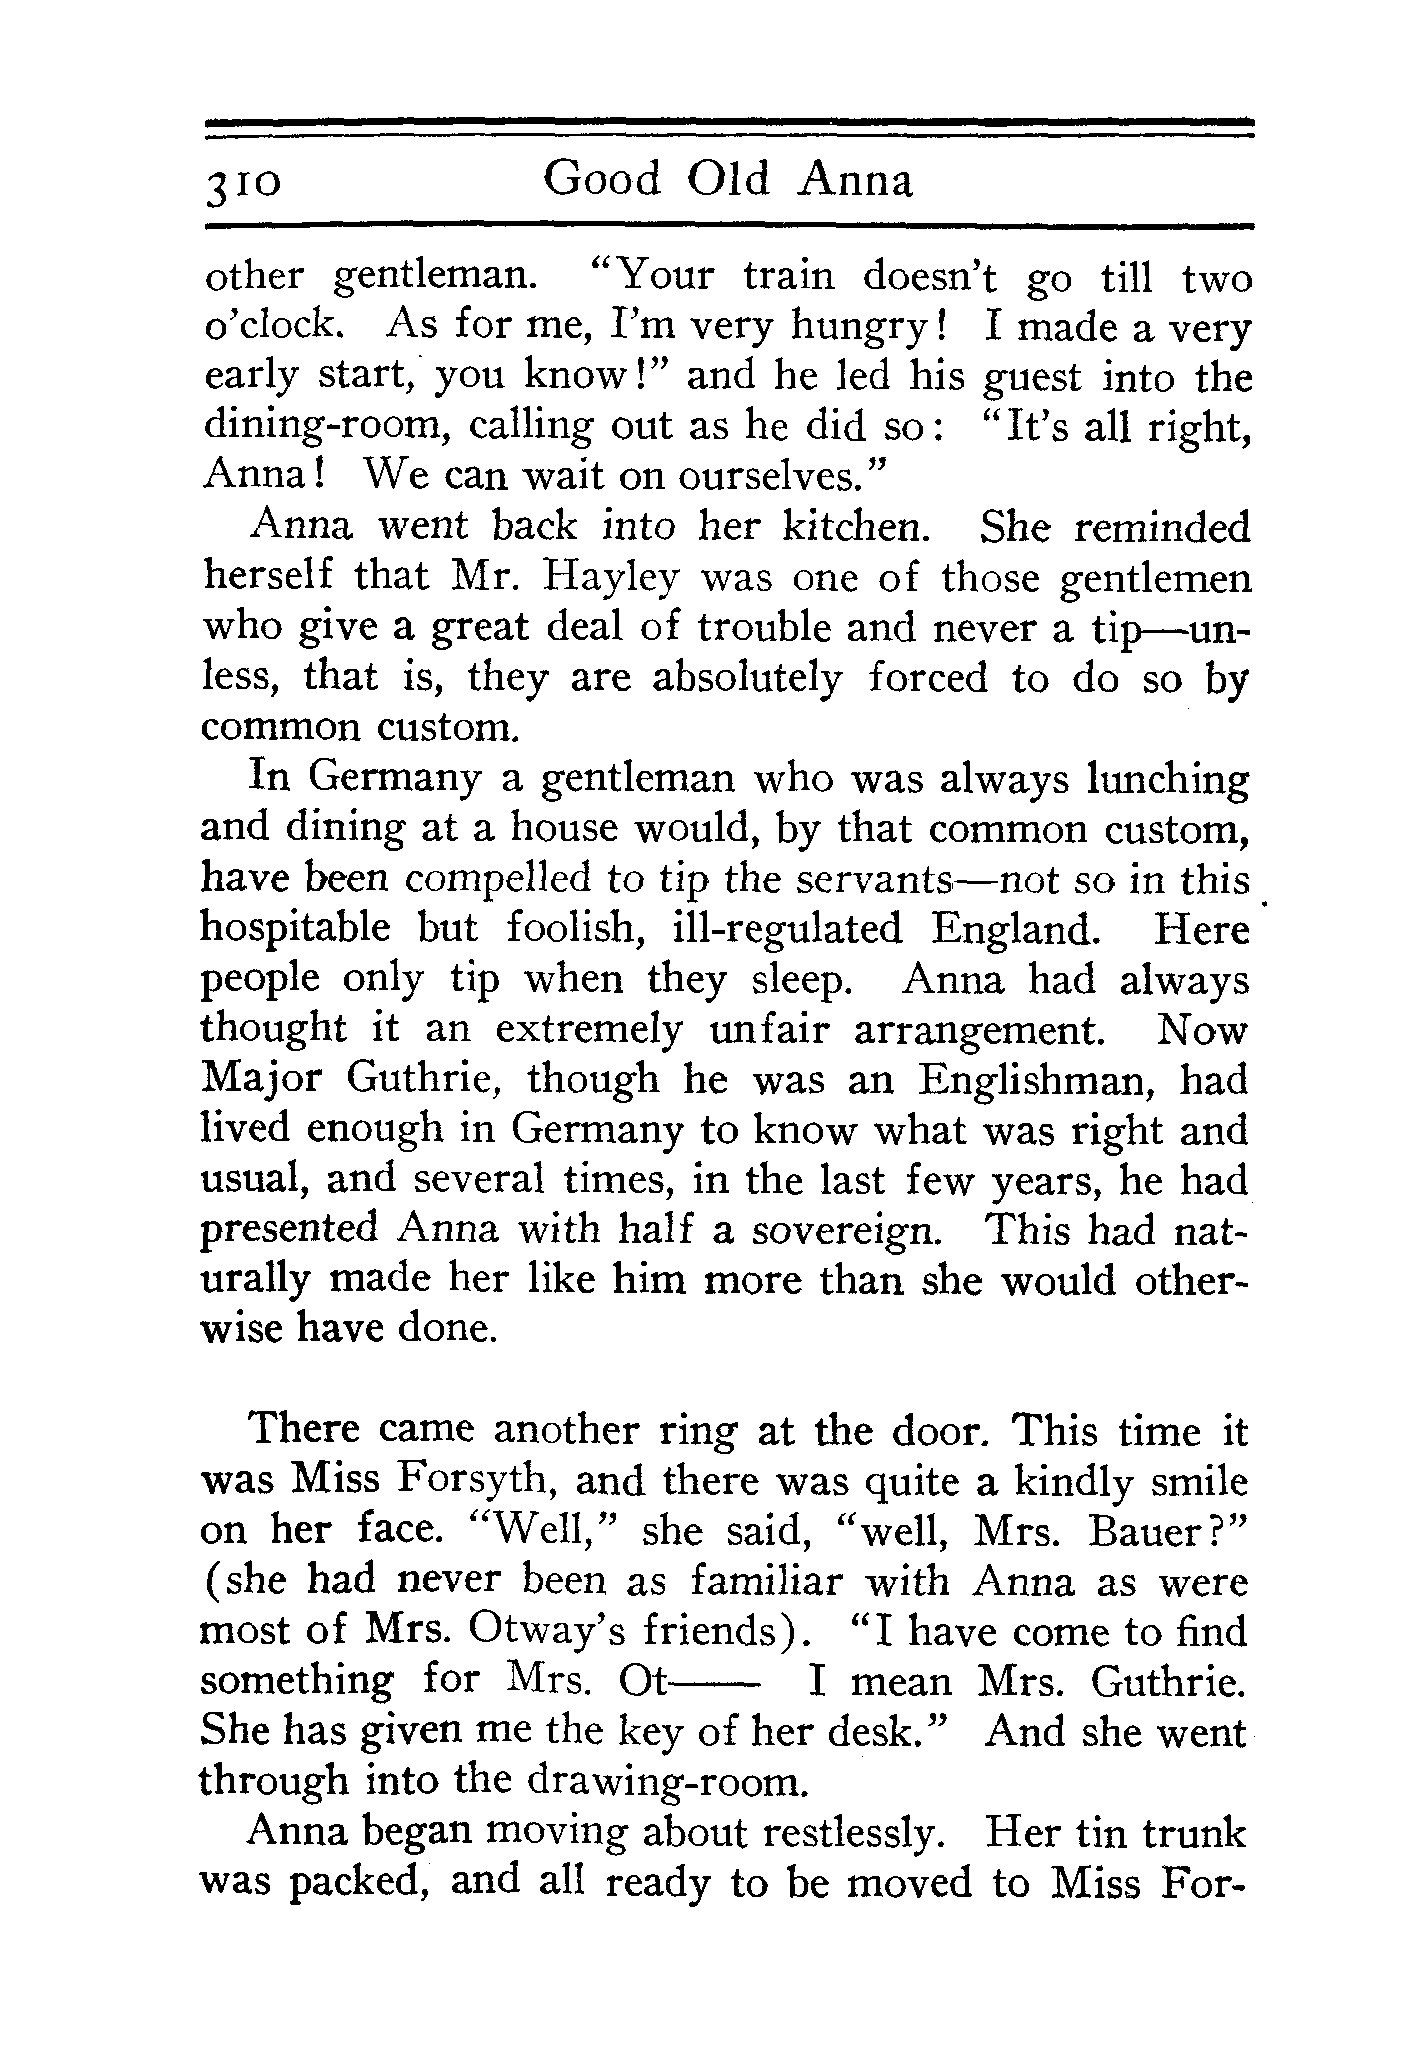 310 Good Old Anna
other gentleman. "Your train doesn't go till two
o'clock. As for me, I'm very hungry! I made a very
early start, you know!" and he led his guest into the
dining-room, calling out as he did so: "It's all right,
Anna! We can wait on ourselves."
Anna went back into her kitchen. She reminded
herself that Mr. Hayley was one of those gentlemen
who give a great deal of trouble and never a tip—un-
less, that is, they are absolutely forced to do so by
common custom.
In Germany a gentleman who was always lunching
and dining at a house would, by that common custom,
have been compelled to tip the servants—not so in this
hospitable but foolish, ill-regulated England. Here
people only tip when they sleep. Anna had always
thought it an extremely unfair arrangement. Now
Major Guthrie, though he was an Englishman, had
lived enough in Germany to know what was right and
usual, and several times, in the last few years, he had
presented Anna with half a sovereign. This had nat-
urally made her like him more than she would other-
wise have done.
There came another ring at the door. This time it
was Miss Forsyth, and there was quite a kindly smile
on her face. "Well," she said, "well, Mrs. Bauer?"
(she had never been as familiar with Anna as were
most of Mrs. Otway's friends). "I have come to find
something for Mrs. Ot—— I mean Mrs. Guthrie.
She has given me the key of her desk." And she went
through into the drawing-room.
Anna began moving about restlessly. Her tin trunk
was packed, and all ready to be moved to Miss For-